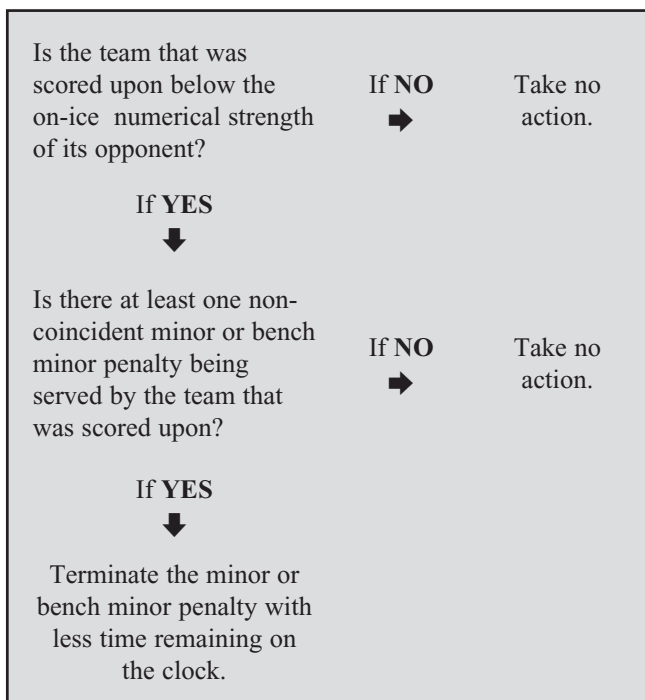 Is the team that was
scored upon below the
on-ice numerical strength
of its opponent?
If NO
Take no
action.
If YES
Is there at least one non-
coincident minor or bench
minor penalty being
served by the team that
was scored upon?
If NO
Take no
action.
If YES
Terminate the minor or
bench minor penalty with
less time remaining on
the clock.